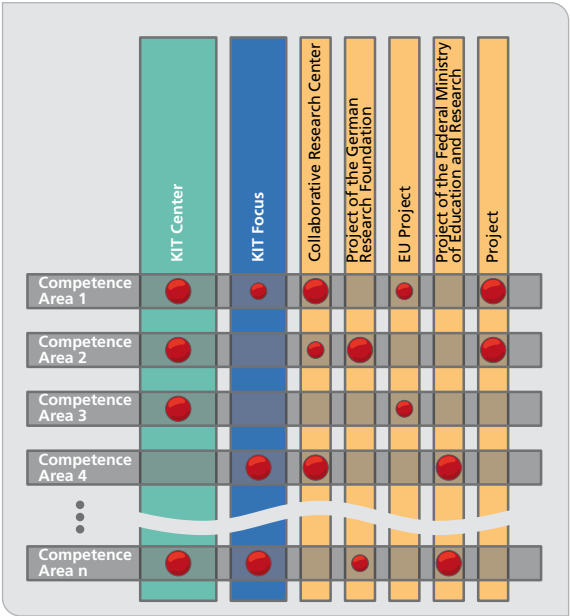 KIT Center
KIT Focus
Collaborative Research Center
Project of the German
Research Foundation
EU Project
Project of the Federal Ministry
of Education and Research
Project
Competence
Area 1
Competence
Area 2
Competence
Area 3
Competence
Area 4
Competence
Area n